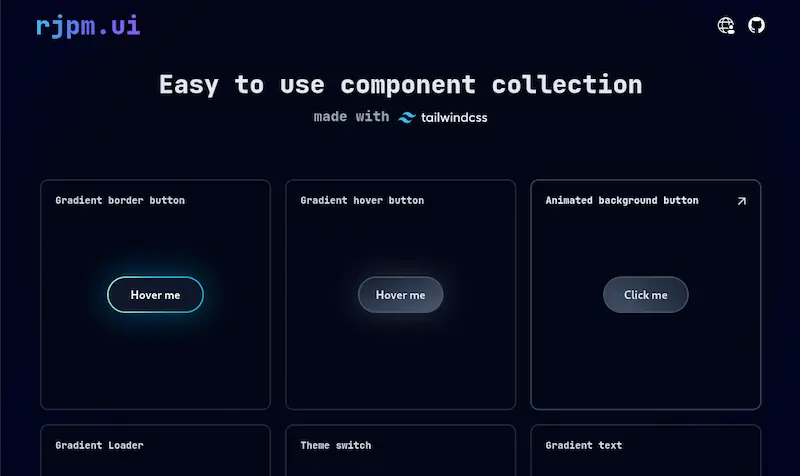 rjpm.ui
Easy to use component collection
made with tailwindcss
Gradient border button
Gradient hover button
Animated background button
Hover me
Hover me
Click me
Gradient Loader
Theme switch
Gradient text